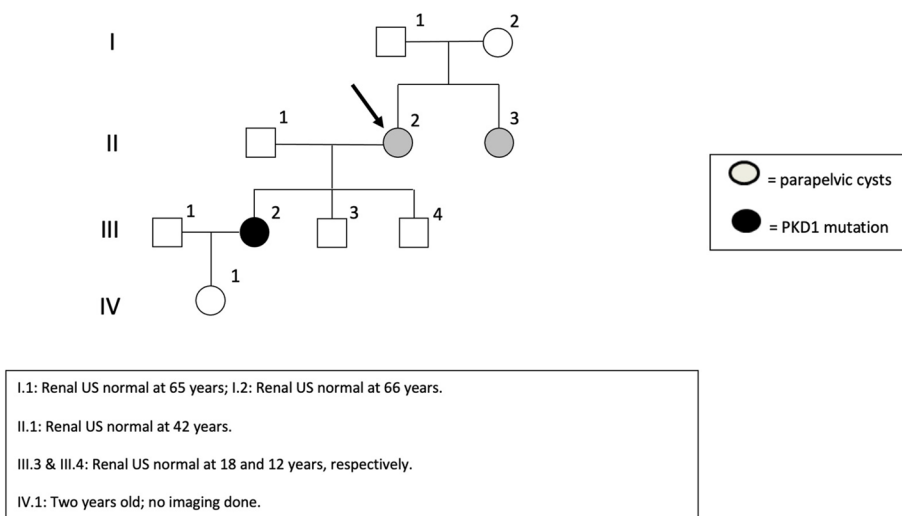 1 2
I
1 2 3
II
1 2 3 4
III
1
IV
= parapelvic cysts
= PKD1 mutation
I.1: Renal US normal at 65 years; I.2: Renal US normal at 66 years.
II.1: Renal US normal at 42 years.
III.3 & III.4: Renal US normal at 18 and 12 years, respectively.
IV.1: Two years old; no imaging done.